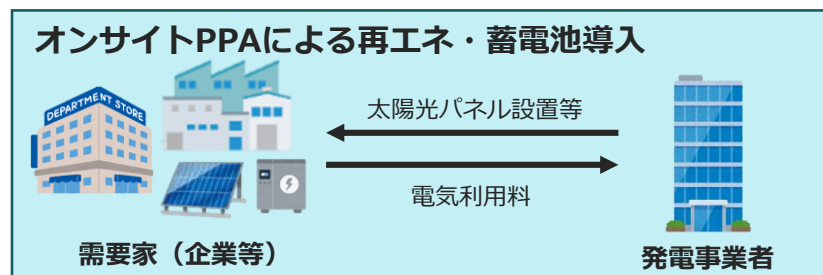 オンサイトPPAによる再エネ・蓄電池導入
DEPARTMENT STORE
太陽光パネル設置等
電気利用料
需要家（企業等）
発電事業者